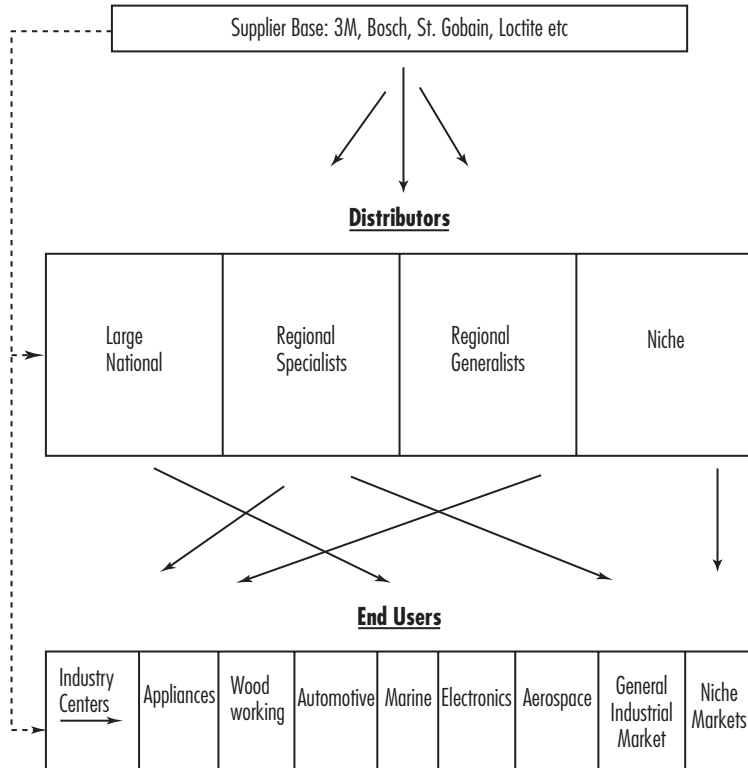 Supplier Base: 3M, Bosch, St. Gobain, Loctite etc
Distributors
Large
National
Regional
Specialists
Regional
Generalists
Niche
End Users
Industry
Centers
Appliances
Wood
working
Automotive
Marine
Electronics
Aerospace
General
Industrial
Market
Niche
Markets